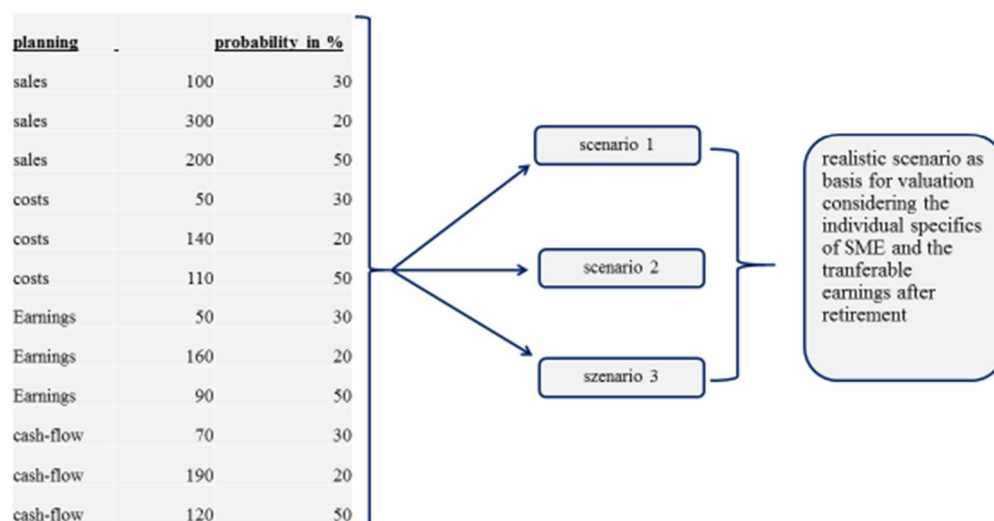 planning probability in %
sales 100 30
sales 300 20
sales 200 50
costs 50 30
costs 140 20
costs 110 50
Earnings 50 30
Earnings 160 20
Earnings 90 50
cash-flow 70 30
cash-flow 190 20
cash-flow 120 50
scenario 1
scenario 2
szenario 3
realistic scenario as
basis for valuation
considering the
individual specifics
of SME and the
tranferable
earnings after
retirement